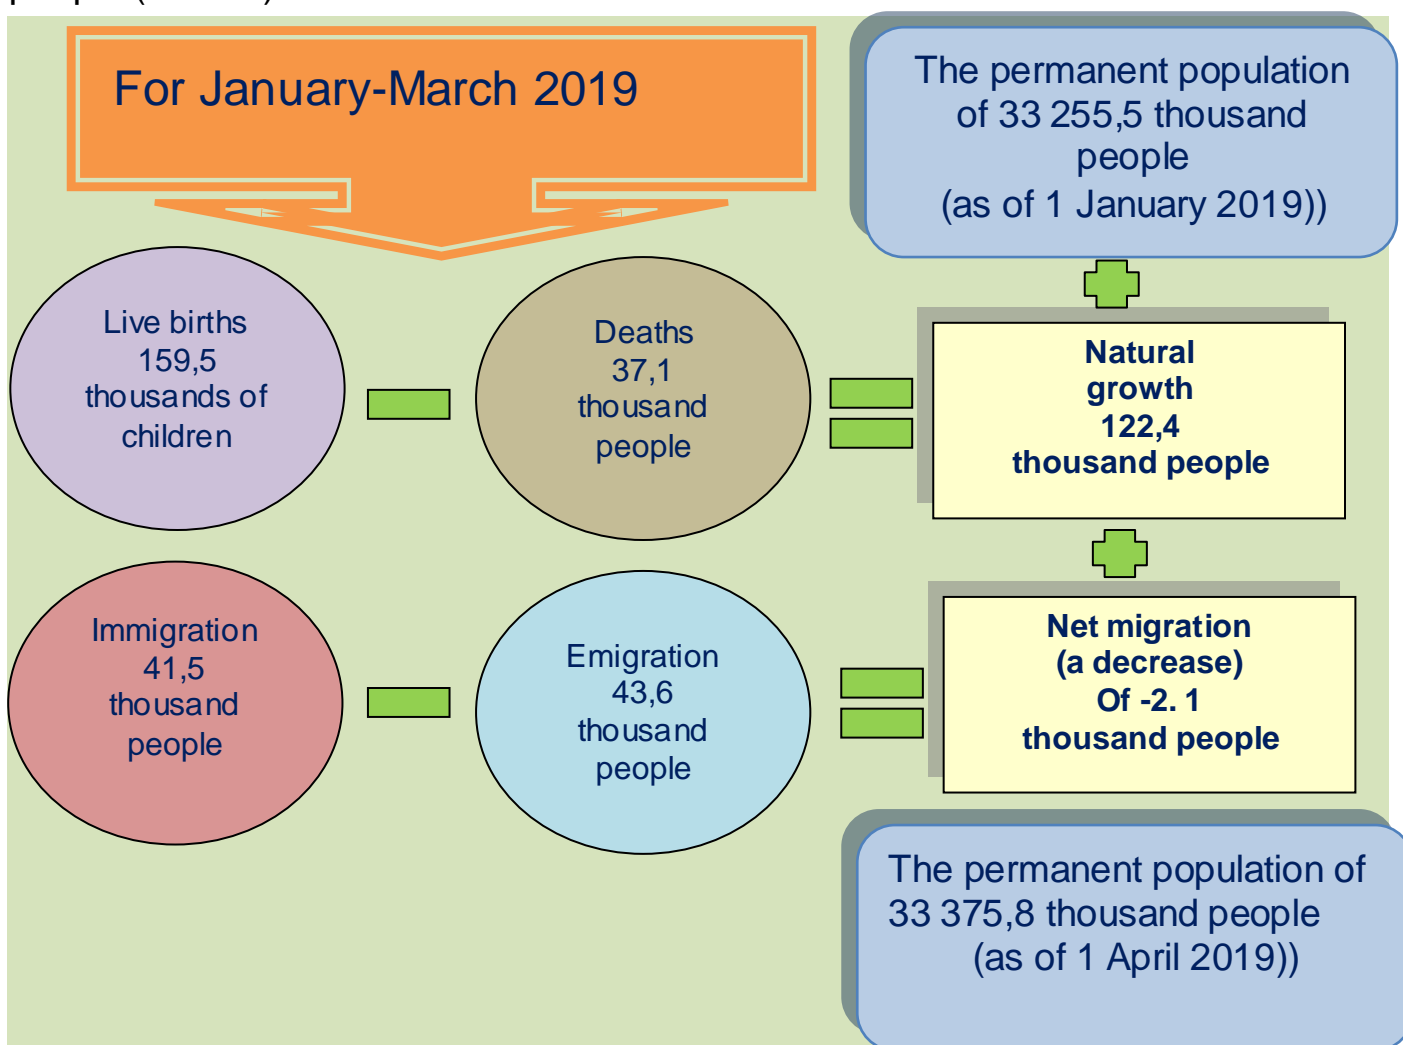 For January-March 2019
The permanent population
of 33 255,5 thousand
people
(as of 1 January 2019))
Live births
159,5
thousands of
children
Deaths
37,1
thousand
people
Natural
growth
122,4
thousand people
Immigration
41,5
thousand
people
Emigration
43,6
thousand
people
Net migration
(a decrease)
Of -2. 1
thousand people
The permanent population of
33 375,8 thousand people
(as of 1 April 2019))